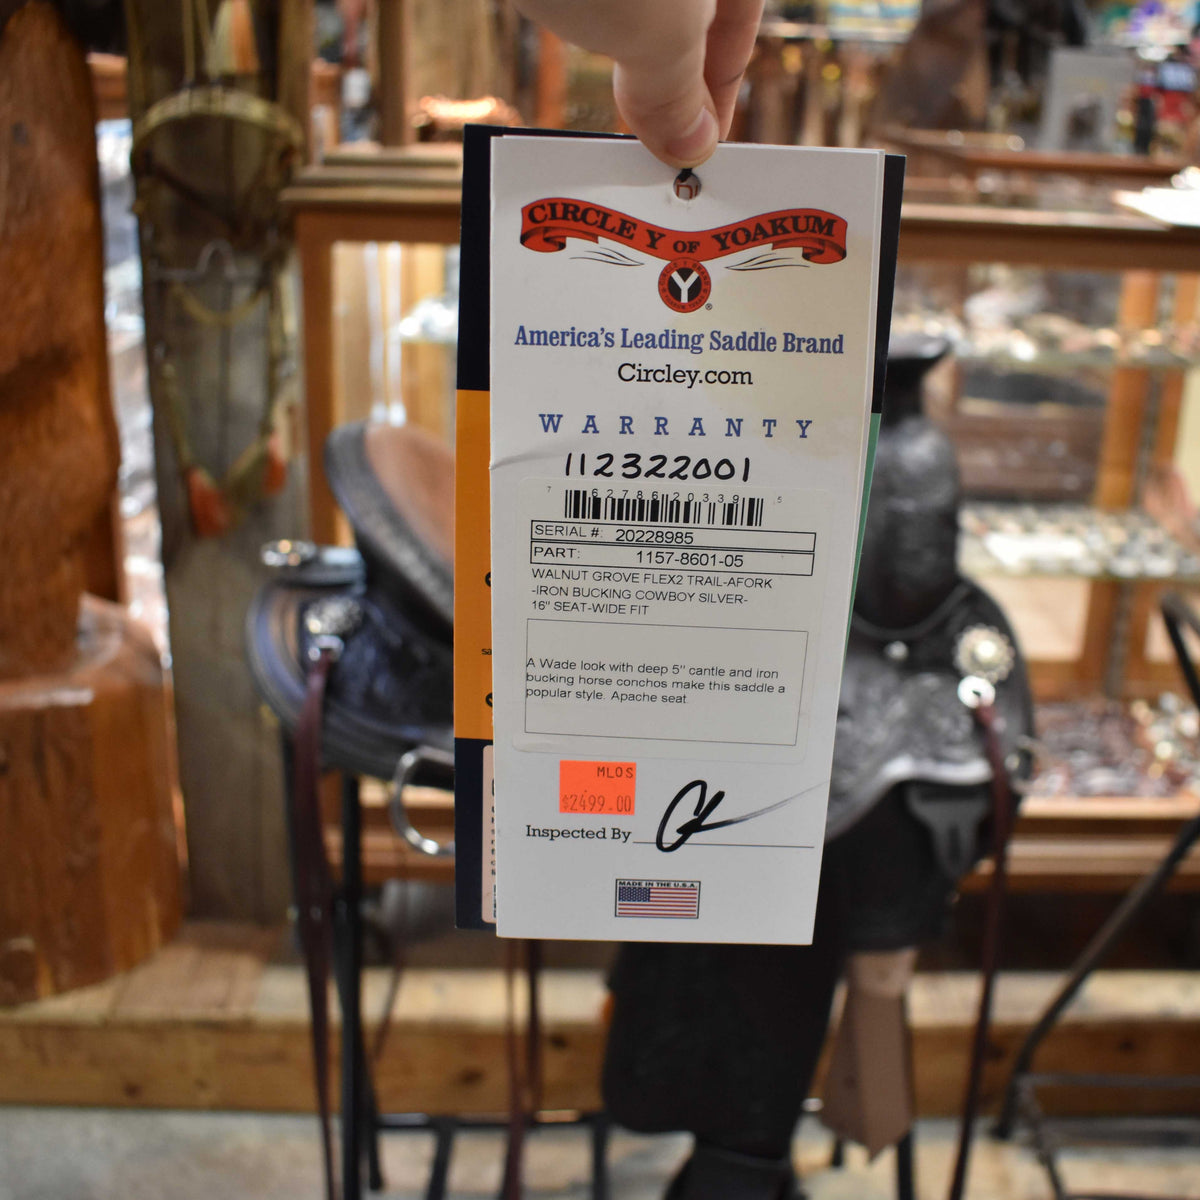 CIRCLE Y OF YOAKUM
Y
®
America's Leading Saddle Brand
Circley.com
WARRANTY
112322001
7 62786 20339 5
SERIAL #: 20228985
PART: 1157-8601-05
WALNUT GROVE FLEX2 TRAIL-AFORK
-IRON BUCKING COWBOY SILVER-
16" SEAT-WIDE FIT
A Wade look with deep 5" cantle and iron
bucking horse conchos make this saddle a
popular style. Apache seat.
MLOS
$2499.00
Inspected By
MADE IN THE U.S.A.